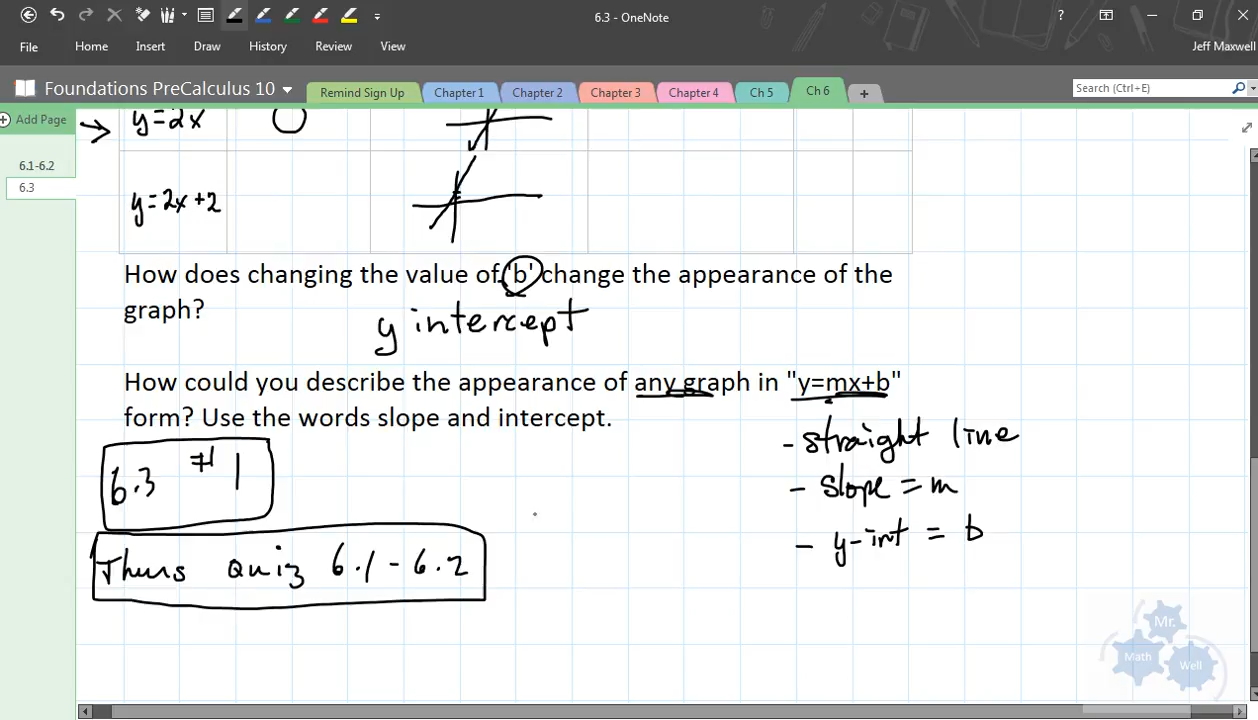 6.3 - OneNote
?
File
Home
Insert
Draw
History
Review
View
Jeff Maxwell
Foundations PreCalculus 10
Remind Sign Up
Chapter 1
Chapter 2
Chapter 3
Chapter 4
Ch 5
Ch 6
Search (Ctrl+E)
Add Page
6.1-6.2
6.3
y=2x
y=2x+2
How does changing the value of 'b' change the appearance of the
graph?
y intercept
How could you describe the appearance of any graph in "y=mx+b"
form? Use the words slope and intercept.
- straight line
6.3 #1
- slope = m
- y-int = b
Thurs Quiz 6.1 - 6.2
Mr.
Math
Well